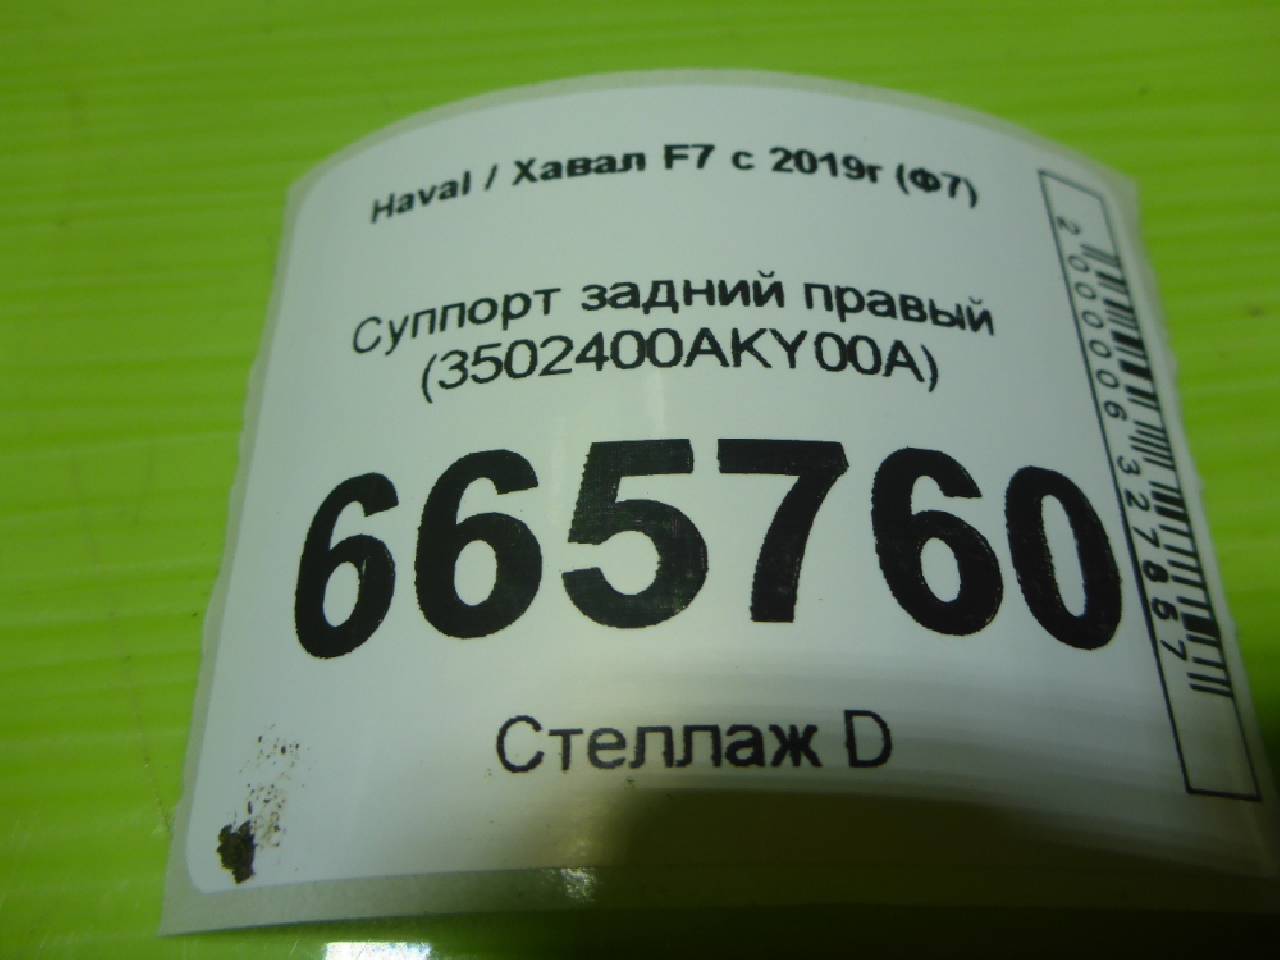 Haval / Хавал F7 с 2019г (Ф7)
Суппорт задний правый
(3502400AKY00A)
665760
Стеллаж D
2000006327867